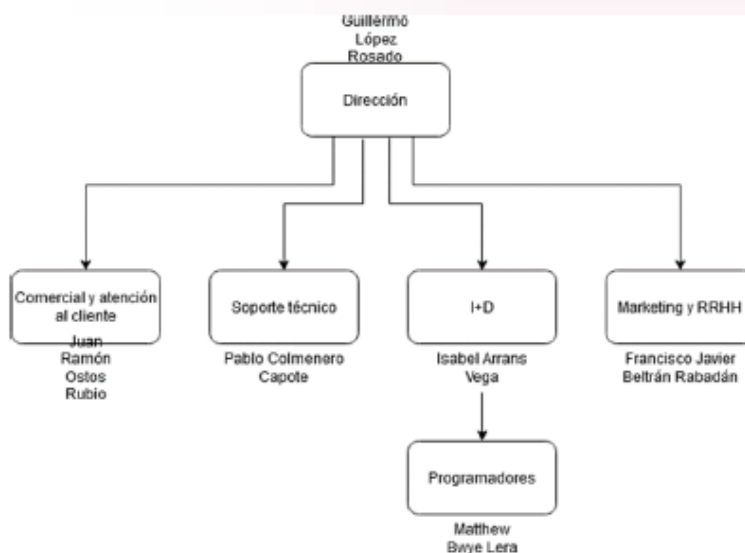 Guillermo
López
Rosado
Dirección
Comercial y atención
al cliente
Juan
Ramón
Ostos
Rubio
Soporte técnico
Pablo Colmenero
Capote
I+D
Isabel Arrans
Vega
Marketing y RRHH
Francisco Javier
Beltrán Rabadán
Programadores
Matthew
Bwye Lera